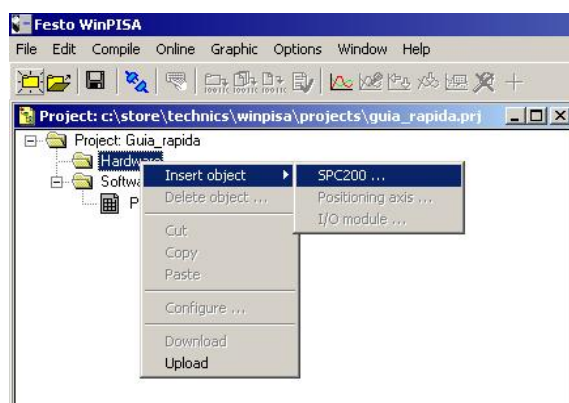 Festo WinPISA
File Edit Compile Online Graphic Options Window Help
Project: c:\store\technics\winpisa\projects\guia_rapida.prj
Project: Guia_rapida
Hardware
Insert object
SPC200 ...
Softwa
Delete object ...
Positioning axis ...
P
I/O module ...
Cut
Copy
Paste
Configure ...
Download
Upload